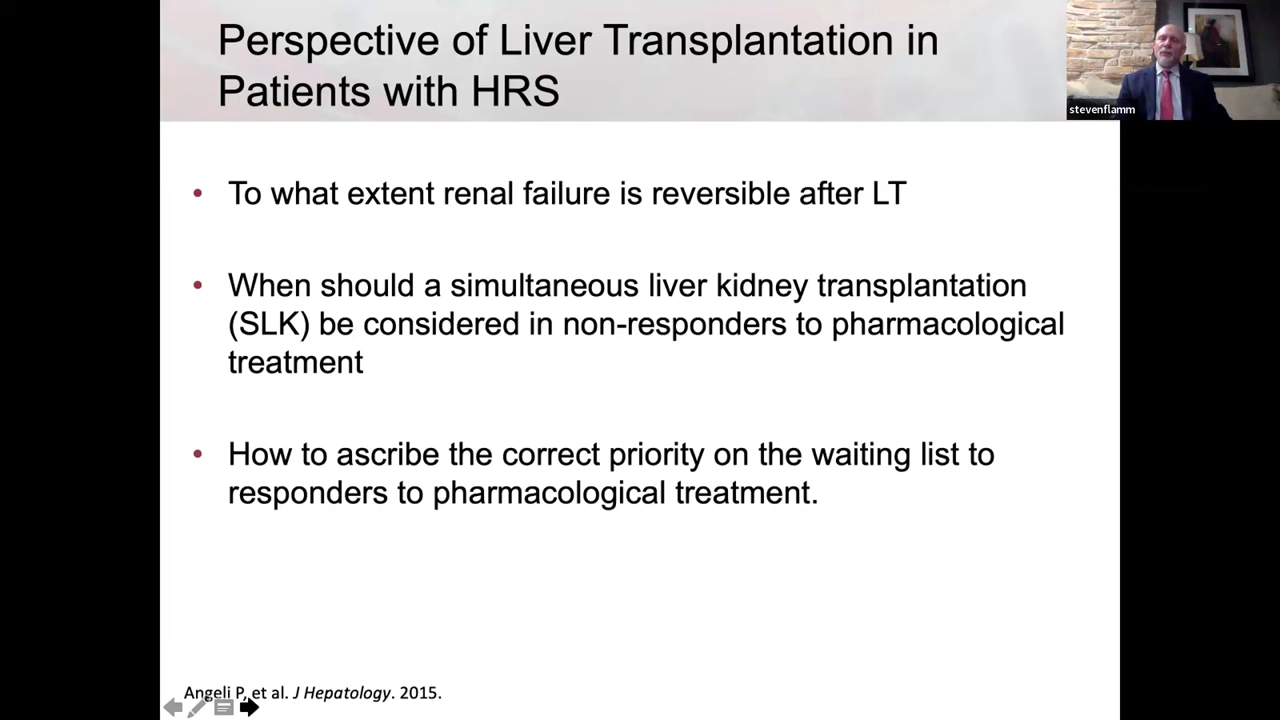 Perspective of Liver Transplantation in
Patients with HRS
stevenflamm
• To what extent renal failure is reversible after LT
• When should a simultaneous liver kidney transplantation
(SLK) be considered in non-responders to pharmacological
treatment
• How to ascribe the correct priority on the waiting list to
responders to pharmacological treatment.
Angeli P, et al. J Hepatology. 2015.